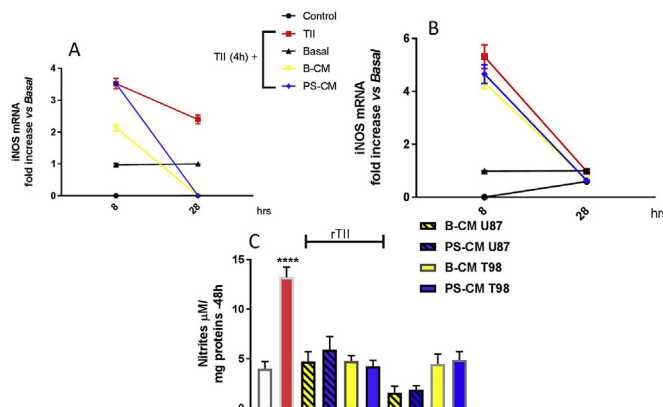 Control
TII
Basal
B-CM
PS-CM
TII (4h) +
A
iNOS mRNA
fold increase vs Basal
4
3
2
1
0
8
28
hrs
B
iNOS mRNA
fold increase vs Basal
6
4
2
0
8
28
hrs
B-CM U87
PS-CM U87
B-CM T98
PS-CM T98
C
rTII
Nitrites µM/
mg proteins -48h
15
10
5
0
****